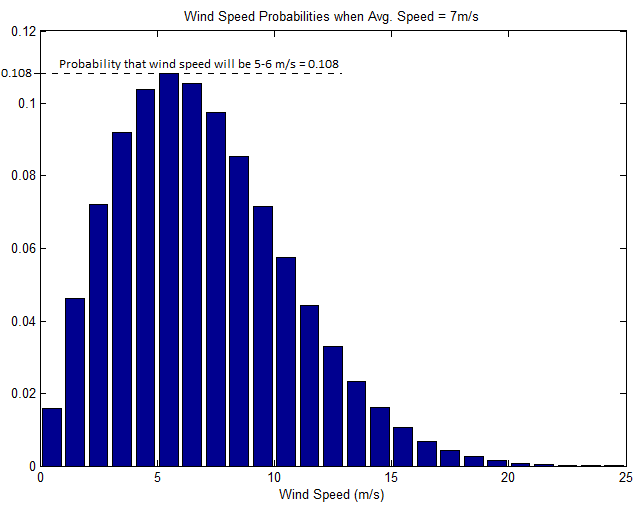 Wind Speed Probabilities when Avg. Speed = 7m/s
0.12
Probability that wind speed will be 5-6 m/s = 0.108
0.108
0.1
0.08
0.06
0.04
0.02
0
0 5 10 15 20 25
Wind Speed (m/s)